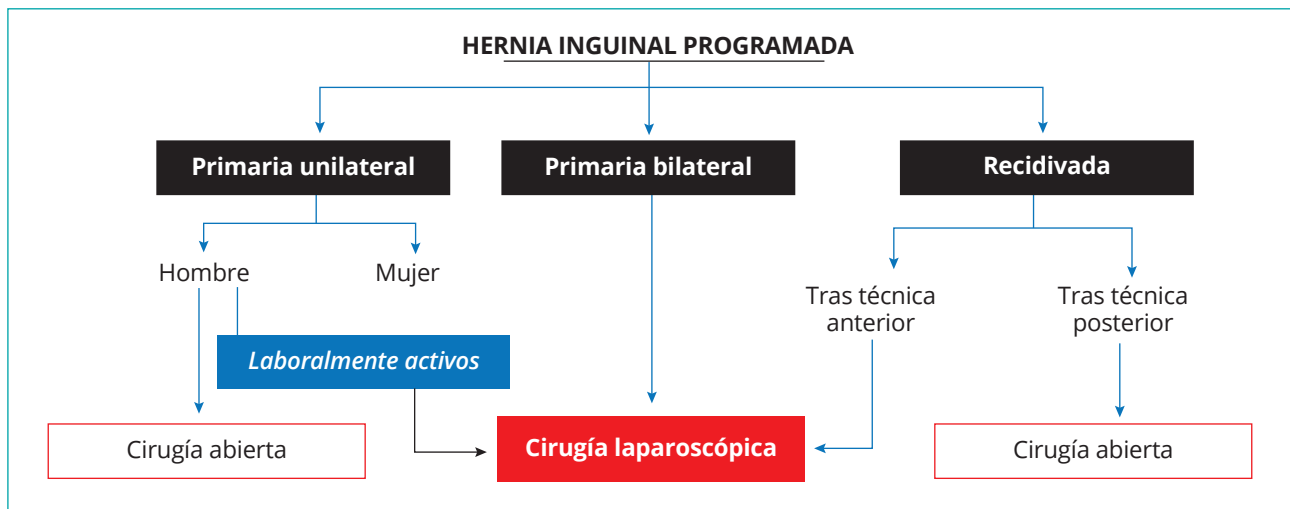 HERNIA INGUINAL PROGRAMADA
Primaria unilateral
Primaria bilateral
Recidivada
Hombre
Mujer
Tras técnica
anterior
Tras técnica
posterior
Laboralmente activos
Cirugía abierta
Cirugía laparoscópica
Cirugía abierta